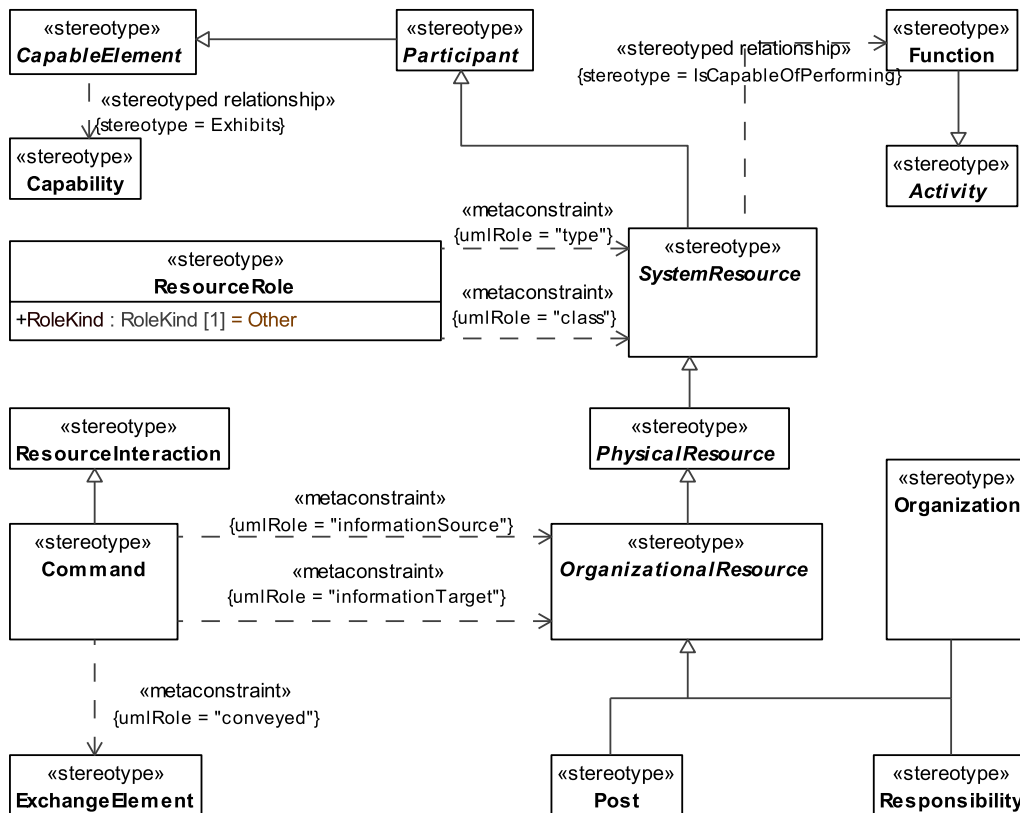 «stereotype»
CapableElement
«stereotype»
Participant
«stereotyped relationship»
{stereotype = IsCapableOfPerforming}
«stereotype»
Function
«stereotyped relationship»
{stereotype = Exhibits}
«stereotype»
Capability
«stereotype»
Activity
«metaconstraint»
{umlRole = "type"}
«stereotype»
SystemResource
«stereotype»
ResourceRole
+RoleKind : RoleKind [1] = Other
«metaconstraint»
{umlRole = "class"}
«stereotype»
ResourceInteraction
«stereotype»
PhysicalResource
«stereotype»
Organization
«metaconstraint»
{umlRole = "informationSource"}
«stereotype»
Command
«stereotype»
OrganizationalResource
«metaconstraint»
{umlRole = "informationTarget"}
«metaconstraint»
{umlRole = "conveyed"}
«stereotype»
ExchangeElement
«stereotype»
Post
«stereotype»
Responsibility